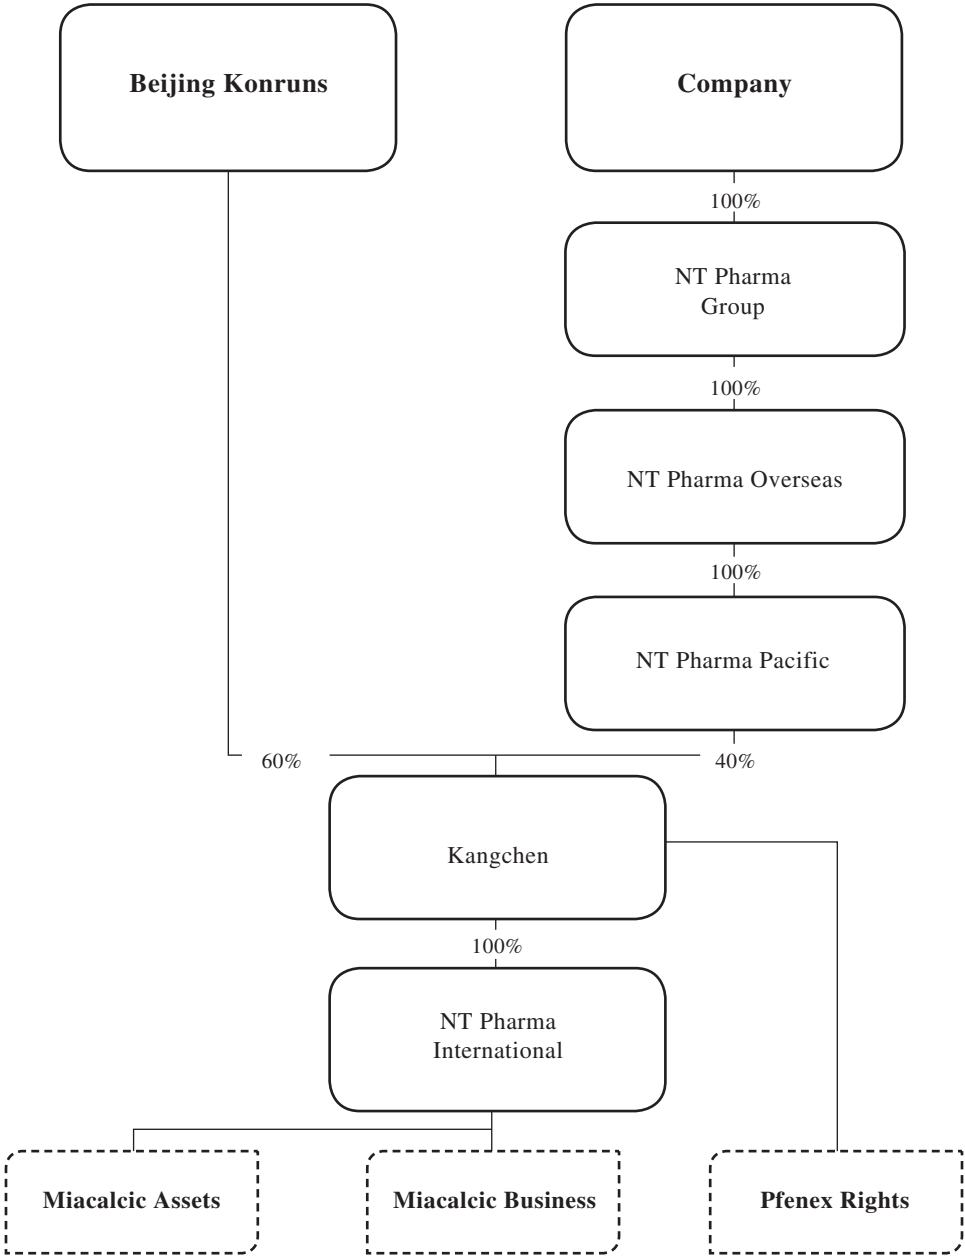 Beijing Konruns
Company
100%
NT Pharma
Group
100%
NT Pharma Overseas
100%
NT Pharma Pacific
60%
40%
Kangchen
100%
NT Pharma
International
Miacalcic Assets
Miacalcic Business
Pfenex Rights